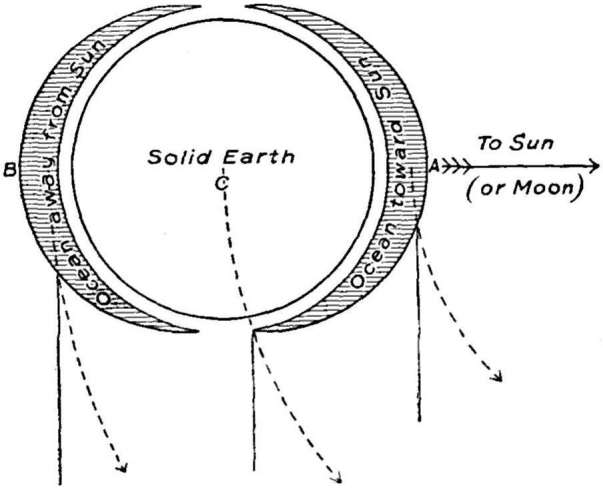 Ocean away from Sun
B
Solid Earth
C
Ocean toward Sun
A
To Sun
(or Moon)